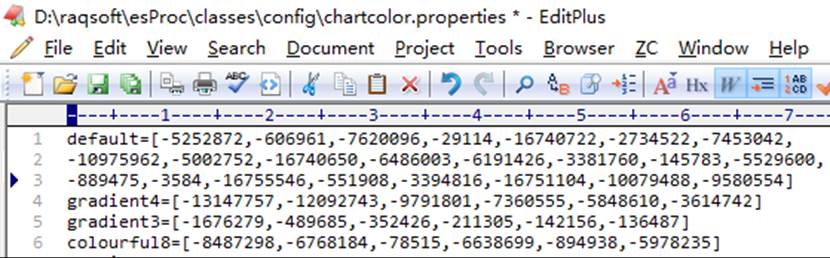 D:\raqsoft\esProc\classes\config\chartcolor.properties * - EditPlus
File Edit View Search Document Project Tools Browser ZC Window Help
ABC A B Hx W 1AB 2CD
----+----1----+----2----+----3----+----4----+----5----+----6----+----7--
1 default=[-5252872,-606961,-7620096,-29114,-16740722,-2734522,-7453042,
2 -10975962,-5002752,-16740650,-6486003,-6191426,-3381760,-145783,-5529600,
3 -889475,-3584,-16755546,-551908,-3394816,-16751104,-10079488,-9580554]
4 gradient4=[-13147757,-12092743,-9791801,-7360555,-5848610,-3614742]
5 gradient3=[-1676279,-489685,-352426,-211305,-142156,-136487]
6 colourful8=[-8487298,-6768184,-78515,-6638699,-894938,-5978235]